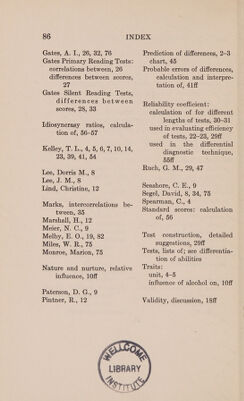 86 INDEX
Gates, A. I., 26, 32, 76
Gates Primary Reading Tests:
correlations between, 26
differences between scores,
27
Gates Silent Reading Tests,
differences between
scores, 28, 33
Idiosyncrasy ratios, calcula-
tion of, 56-57
Kelley, T. L., 4, 5, 6, 7, 10, 14,
23, 39, 41, 54
Lee, Dorris M., 8
Lee, J. M., 8
Lind, Christine, 12
Marks, intercorrelations be-
tween, 35
Marshall, H., 12
Meier, N. C., 9
Melby, E. O., 19, 82
Miles, W. R., 75
Monroe, Marion, 75
Nature and nurture, relative
influence, 10ff
Paterson, D. G., 9
Pintner, R., 12
Prediction of differences, 2-3
chart, 45
Probable errors of differences,
calculation and interpre-
tation of, 41ff
Reliability coefficient:
calculation of for different
lengths of tests, 30-31
used in evaluating efficiency
of tests, 22-23, 29ff
used in the differential
diagnostic technique,
55ff
Ruch, G. M., 29, 47
Seashore, C. E., 9
Segel, David, 8, 34, 75
Spearman, C., 4
Standard scores: calculation
of, 56
Test construction, detailed
suggestions, 29ff
Tests, lists of; see differentia-
tion of abilities
Traits:
unit, 4-5
influence of alcohol on, 10ff
Validity, discussion, 18ff
WELLCOME
LIBRARY
INSTITUTE